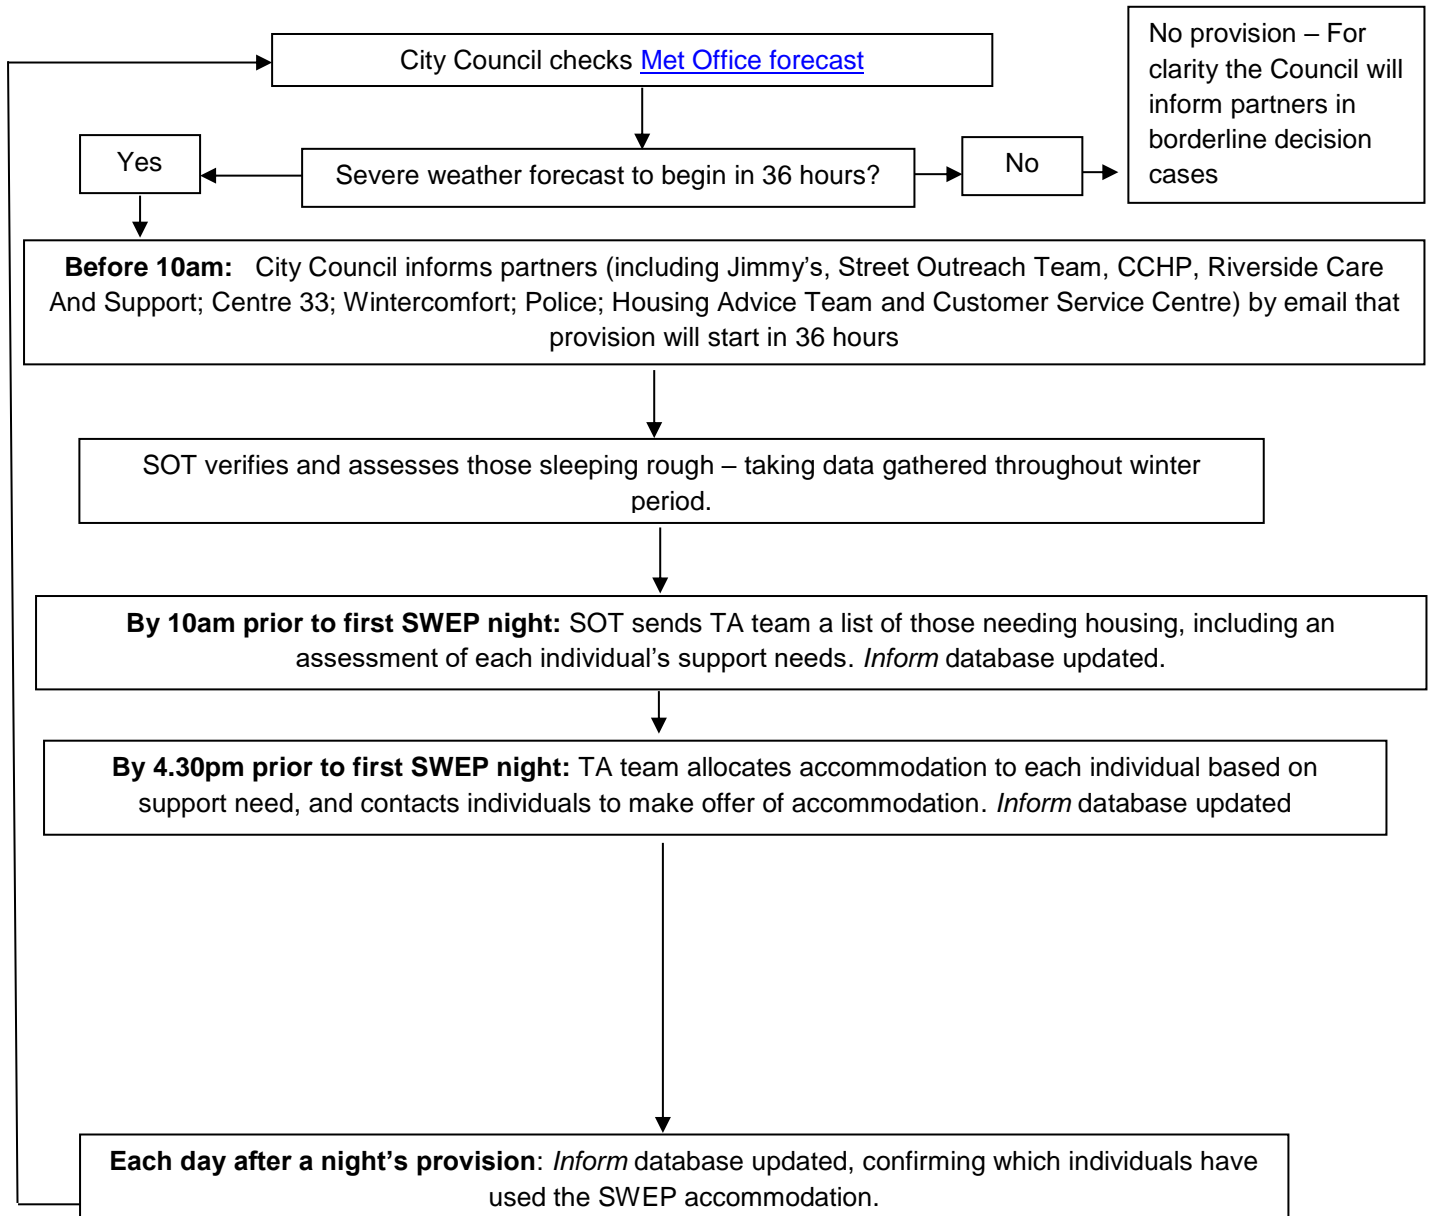 City Council checks Met Office forecast
No provision – For
clarity the Council will
inform partners in
borderline decision
cases
Yes
Severe weather forecast to begin in 36 hours?
No
Before 10am: City Council informs partners (including Jimmy’s, Street Outreach Team, CCHP, Riverside Care
And Support; Centre 33; Wintercomfort; Police; Housing Advice Team and Customer Service Centre) by email that
provision will start in 36 hours
SOT verifies and assesses those sleeping rough – taking data gathered throughout winter
period.
By 10am prior to first SWEP night: SOT sends TA team a list of those needing housing, including an
assessment of each individual’s support needs. Inform database updated.
By 4.30pm prior to first SWEP night: TA team allocates accommodation to each individual based on
support need, and contacts individuals to make offer of accommodation. Inform database updated
Each day after a night’s provision: Inform database updated, confirming which individuals have
used the SWEP accommodation.